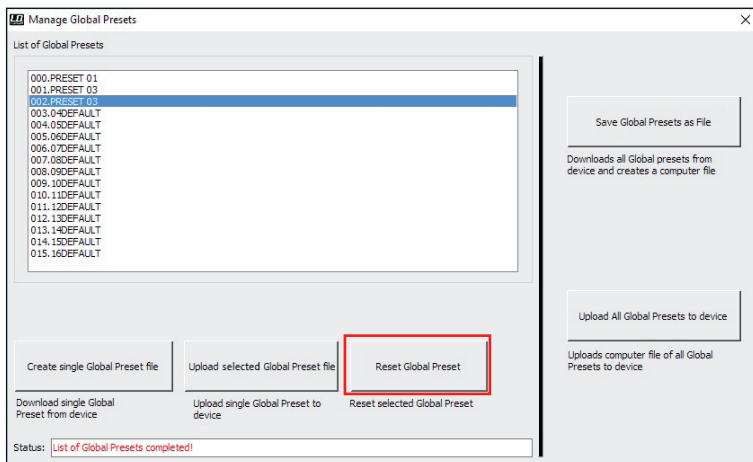 LD Manage Global Presets
List of Global Presets
000.PRESET 01
001.PRESET 03
002.PRESET 03
003.04DEFAULT
004.05DEFAULT
005.06DEFAULT
006.07DEFAULT
007.08DEFAULT
008.09DEFAULT
009.10DEFAULT
010.11DEFAULT
011.12DEFAULT
012.13DEFAULT
013.14DEFAULT
014.15DEFAULT
015.16DEFAULT
Save Global Presets as File
Downloads all Global presets from
device and creates a computer file
Upload All Global Presets to device
Uploads computer file of all Global
Presets to device
Create single Global Preset file
Download single Global
Preset from device
Upload selected Global Preset file
Upload single Global Preset to
device
Reset Global Preset
Reset selected Global Preset
Status: List of Global Presets completed!